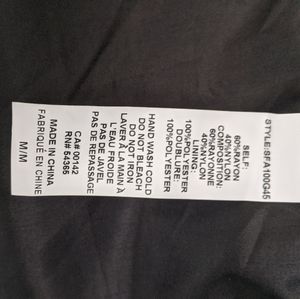 STYLE:SFA100G45
SELF:
60%RAYON
40%NYLON
COMPOSITION:
60%RAYONNE
40%NYLON
LINING:
100%POLYESTER
DOUBLURE:
100%POLYESTER
HAND WASH COLD
DO NOT BLEACH
DO NOT IRON
LAVER À LA MAIN À
L'EAU FROIDE
PAS DE JAVEL
PAS DE REPASSAGE
CA# 00142
RN# 54366
MADE IN CHINA
FABRIQUÉ EN CHINE
M/M